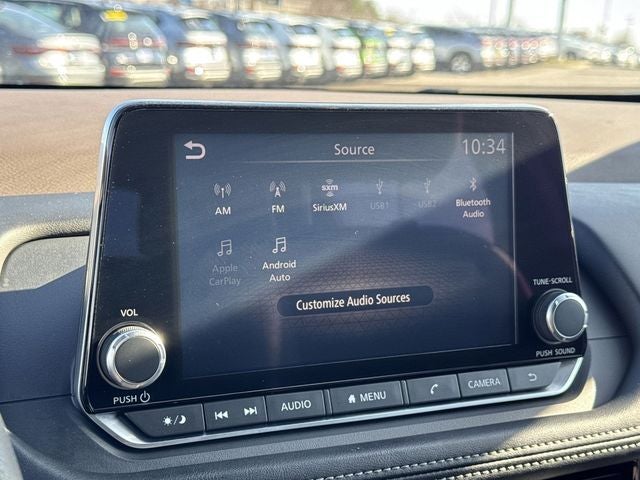 Source 10:34
AM FM sxm SiriusXM USB1 USB2 Bluetooth Audio
Apple CarPlay Android Auto
Customize Audio Sources
VOL
PUSH
TUNE·SCROLL
PUSH SOUND
AUDIO MENU CAMERA